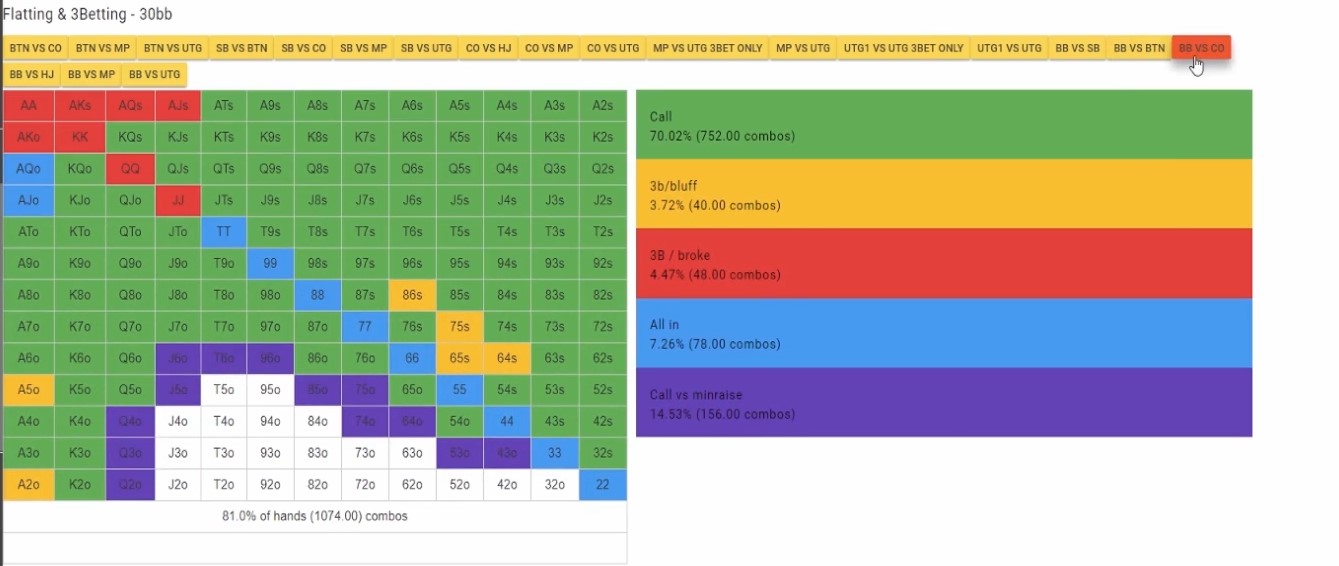 Flatting & 3Betting - 30bb
BTN VS CO BTN VS MP BTN VS UTG SB VS BTN SB VS CO SB VS MP SB VS UTG CO VS HJ CO VS MP CO VS UTG MP VS UTG 3BET ONLY MP VS UTG UTG1 VS UTG 3BET ONLY UTG1 VS UTG BB VS SB BB VS BTN BB VS CO
BB VS HJ BB VS MP BB VS UTG
AA AKs AQs AJs ATs A9s A8s A7s A6s A5s A4s A3s A2s
AKo KK KQs KJs KTs K9s K8s K7s K6s K5s K4s K3s K2s
AQo KQo QQ QJs QTs Q9s Q8s Q7s Q6s Q5s Q4s Q3s Q2s
AJo KJo QJo JJ JTs J9s J8s J7s J6s J5s J4s J3s J2s
ATo KTo QTo JTo TT T9s T8s T7s T6s T5s T4s T3s T2s
A9o K9o Q9o J9o T9o 99 98s 97s 96s 95s 94s 93s 92s
A8o K8o Q8o J8o T8o 98o 88 87s 86s 85s 84s 83s 82s
A7o K7o Q7o J7o T7o 97o 87o 77 76s 75s 74s 73s 72s
A6o K6o Q6o J6o T6o 96o 86o 76o 66 65s 64s 63s 62s
A5o K5o Q5o J5o T5o 95o 85o 75o 65o 55 54s 53s 52s
A4o K4o Q4o J4o T4o 94o 84o 74o 64o 54o 44 43s 42s
A3o K3o Q3o J3o T3o 93o 83o 73o 63o 53o 43o 33 32s
A2o K2o Q2o J2o T2o 92o 82o 72o 62o 52o 42o 32o 22
81.0% of hands (1074.00) combos
Call
70.02% (752.00 combos)
3b/bluff
3.72% (40.00 combos)
3B / broke
4.47% (48.00 combos)
All in
7.26% (78.00 combos)
Call vs minraise
14.53% (156.00 combos)